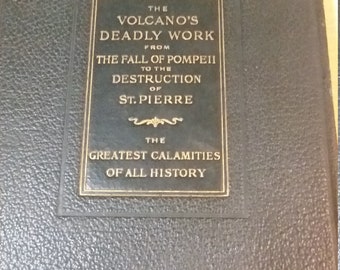 THE
VOLCANO'S
DEADLY WORK
FROM
THE FALL OF POMPEII
TO THE
DESTRUCTION
OF
ST. PIERRE
THE
GREATEST CALAMITIES
OF ALL HISTORY